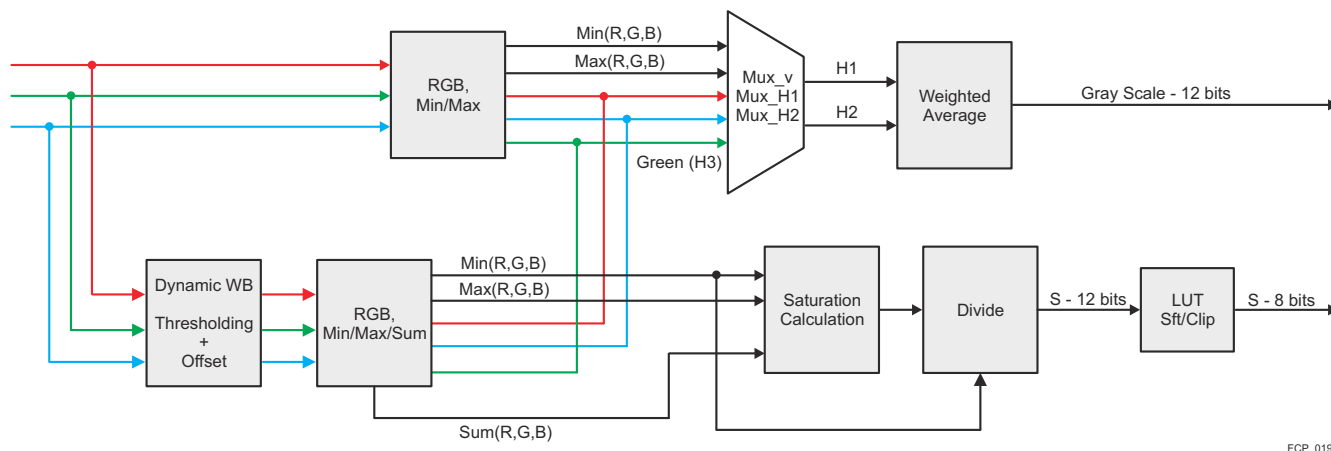 Min(R,G,B)
Max(R,G,B)
RGB,
Min/Max
Green (H3)
Mux_v
Mux_H1
Mux_H2
H1
H2
Weighted
Average
Gray Scale - 12 bits
Dynamic WB
Thresholding
+
Offset
RGB,
Min/Max/Sum
Min(R,G,B)
Max(R,G,B)
Sum(R,G,B)
Saturation
Calculation
Divide
S - 12 bits
LUT
Sft/Clip
S - 8 bits
FCP_019